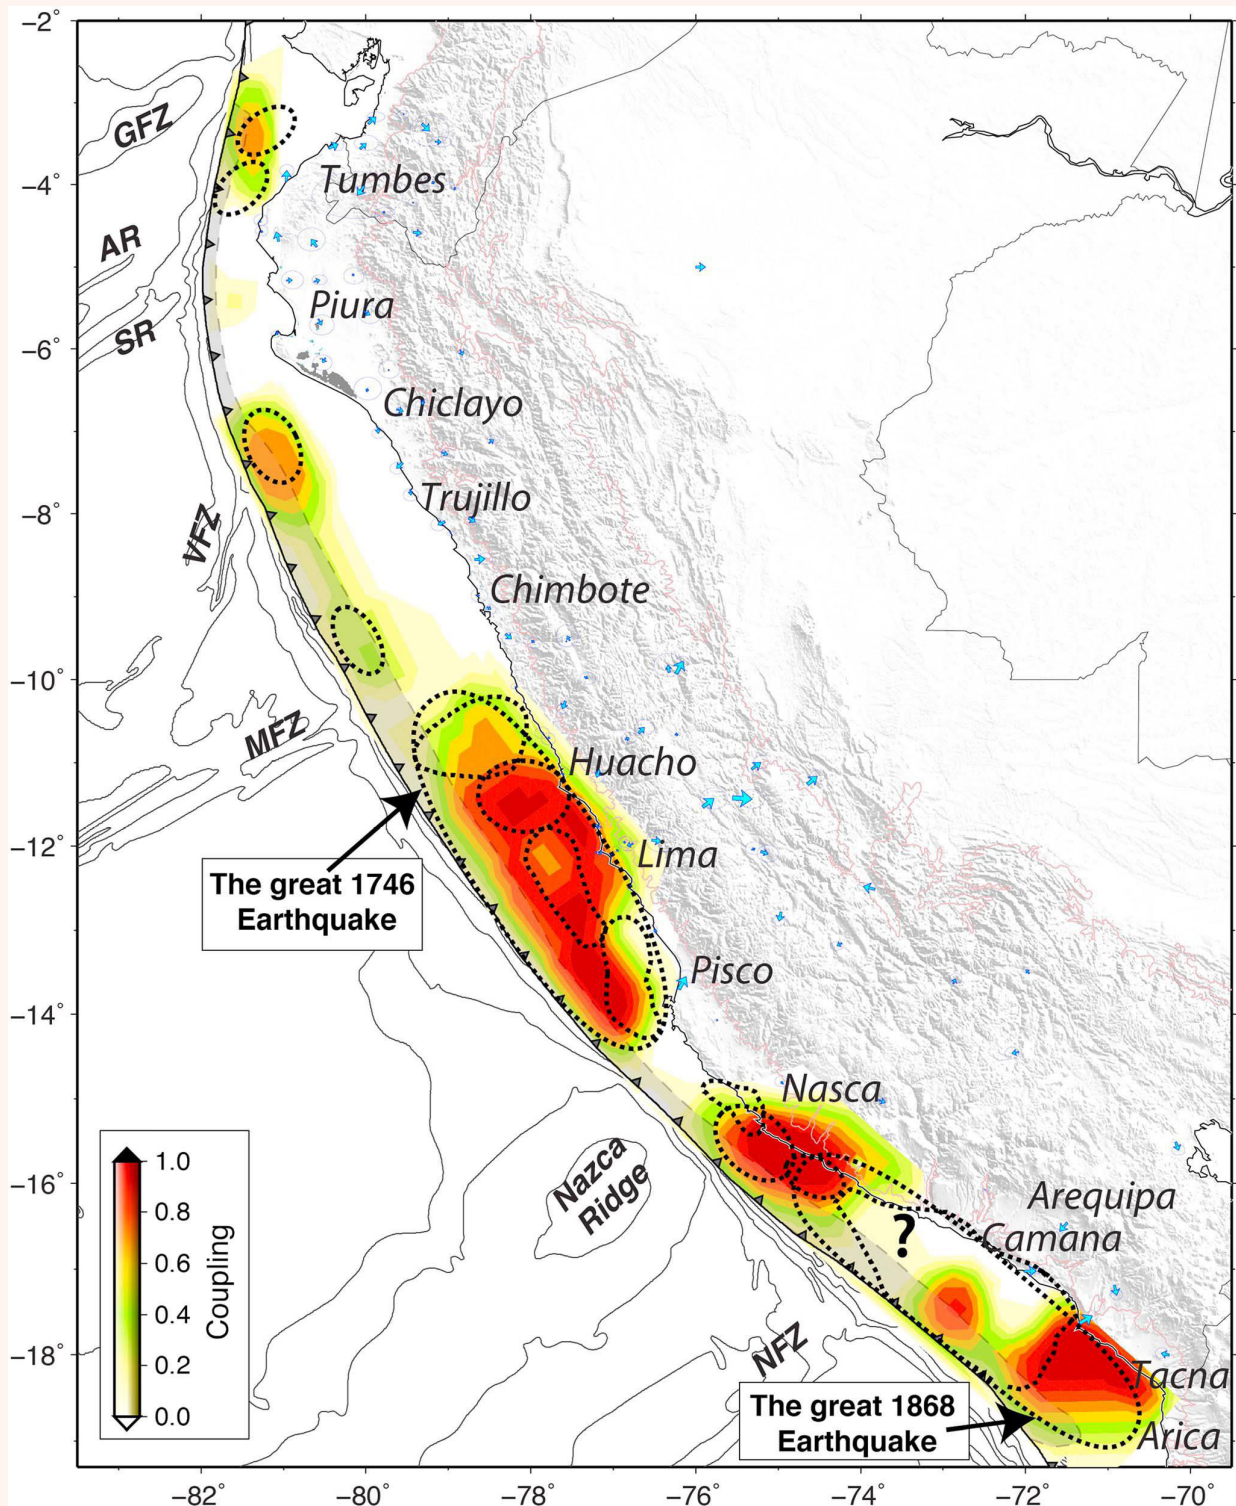 −2°
−4°
−6°
−8°
−10°
−12°
−14°
−16°
−18°
GFZ
AR
SR
VFZ
MFZ
Tumbes
Piura
Chiclayo
Trujillo
Chimbote
Huacho
Lima
Pisco
Nasca
Arequipa
Camana
Tacna
Arica
The great 1746
Earthquake
Nazca
Ridge
?
NFZ
The great 1868
Earthquake
1.0
0.8
0.6
0.4
0.2
0.0
Coupling
−82° −80° −78° −76° −74° −72° −70°